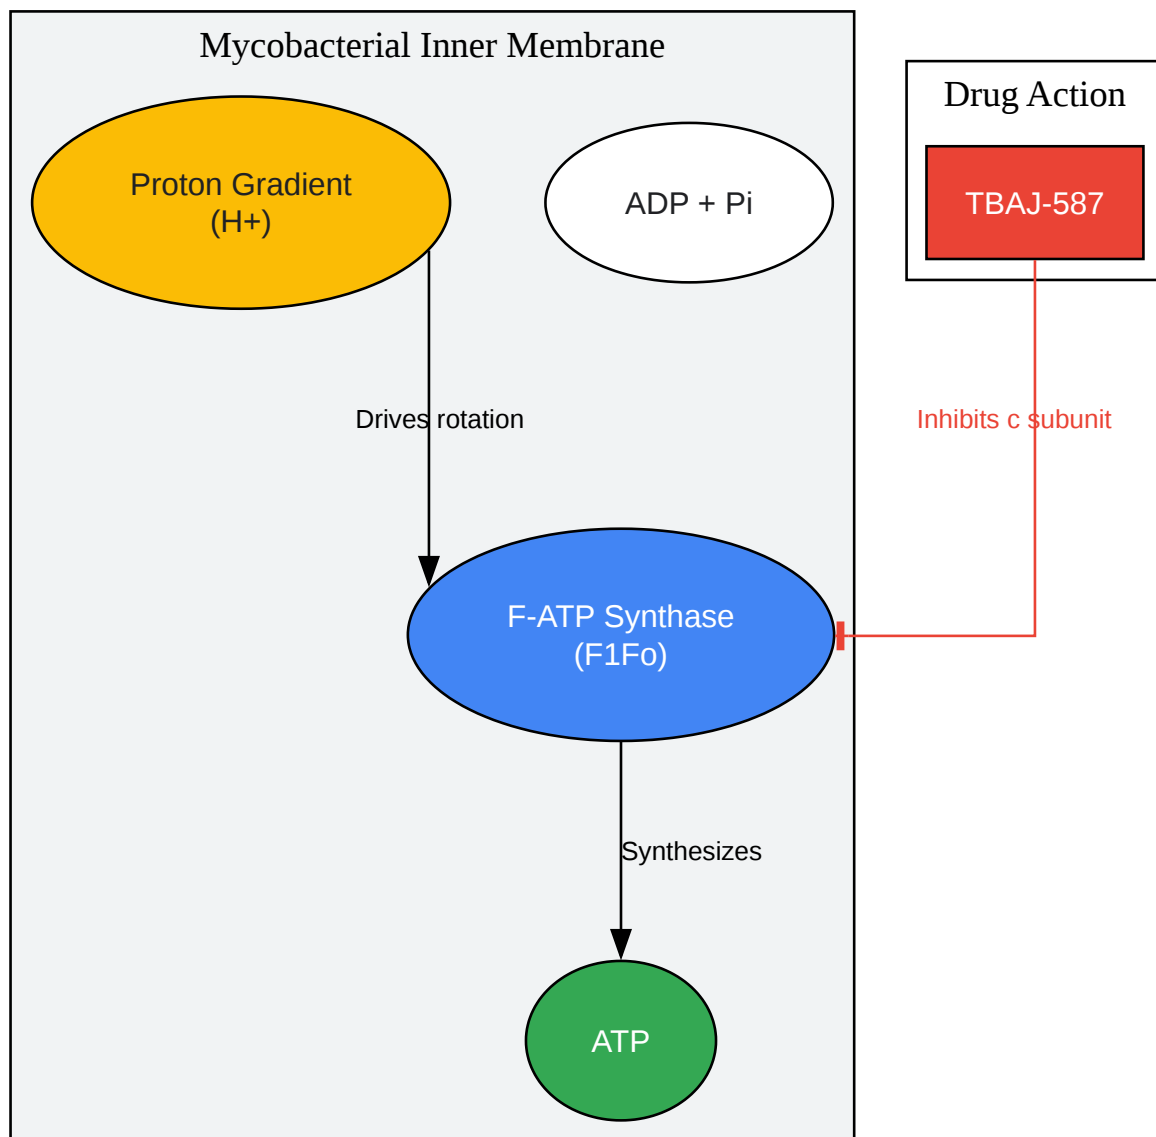 Mycobacterial Inner Membrane
Drug Action
Proton Gradient
(H+)
ADP + Pi
TBAJ-587
Drives rotation
Inhibits c subunit
F-ATP Synthase
(F1Fo)
Synthesizes
ATP